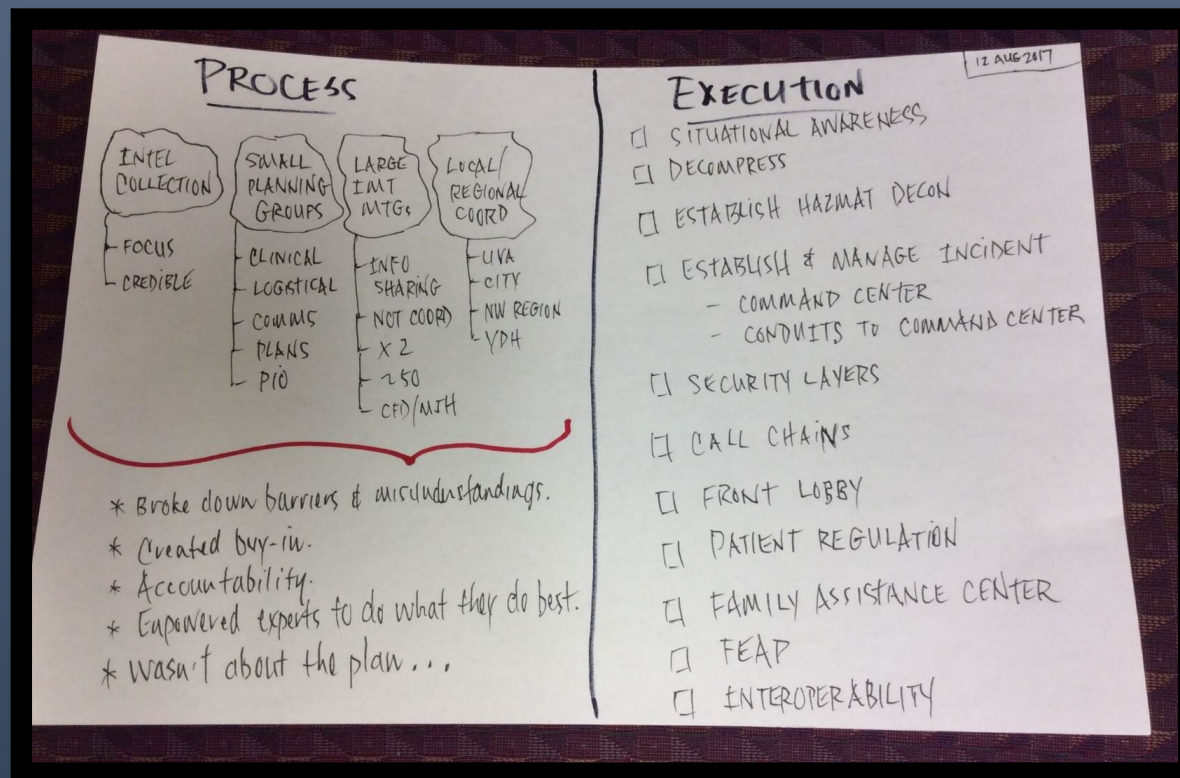 PROCESS
INTEL
COLLECTION
FOCUS
CREDIBLE
SMALL
PLANNING
GROUPS
CLINICAL
LOGISTICAL
COMMS
PLANS
PIO
LARGE
IMT
MTGS
INFO
SHARING
NOT COORD
X 2
~50
CFD/MJH
LOCAL/
REGIONAL
COORD
UVA
CITY
NW REGION
VDH
* Broke down barriers & misunderstandings.
* Created buy-in.
* Accountability.
* Empowered experts to do what they do best.
* Wasn't about the plan...
12 AUG 2017
EXECUTION
SITUATIONAL AWARENESS
DECOMPRESS
ESTABLISH HAZMAT DECON
ESTABLISH & MANAGE INCIDENT
- COMMAND CENTER
- CONDUITS TO COMMAND CENTER
SECURITY LAYERS
CALL CHAINS
FRONT LOBBY
PATIENT REGULATION
FAMILY ASSISTANCE CENTER
FEAP
INTEROPERABILITY